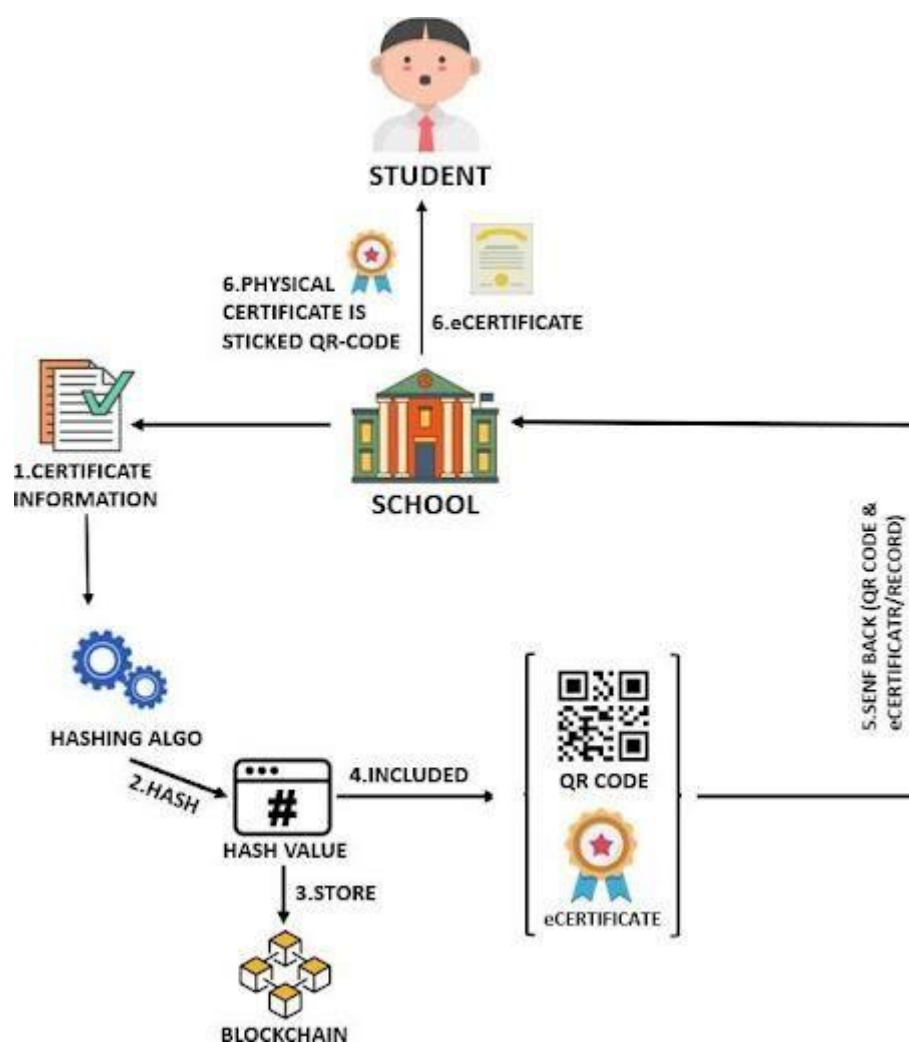 STUDENT
6.PHYSICAL
CERTIFICATE IS
STICKED QR-CODE
6.eCERTIFICATE
1.CERTIFICATE
INFORMATION
SCHOOL
5.SENF BACK (QR CODE &
eCERTIFICATR/RECORD)
HASHING ALGO
2.HASH
#
HASH VALUE
4.INCLUDED
QR CODE
eCERTIFICATE
3.STORE
BLOCKCHAIN